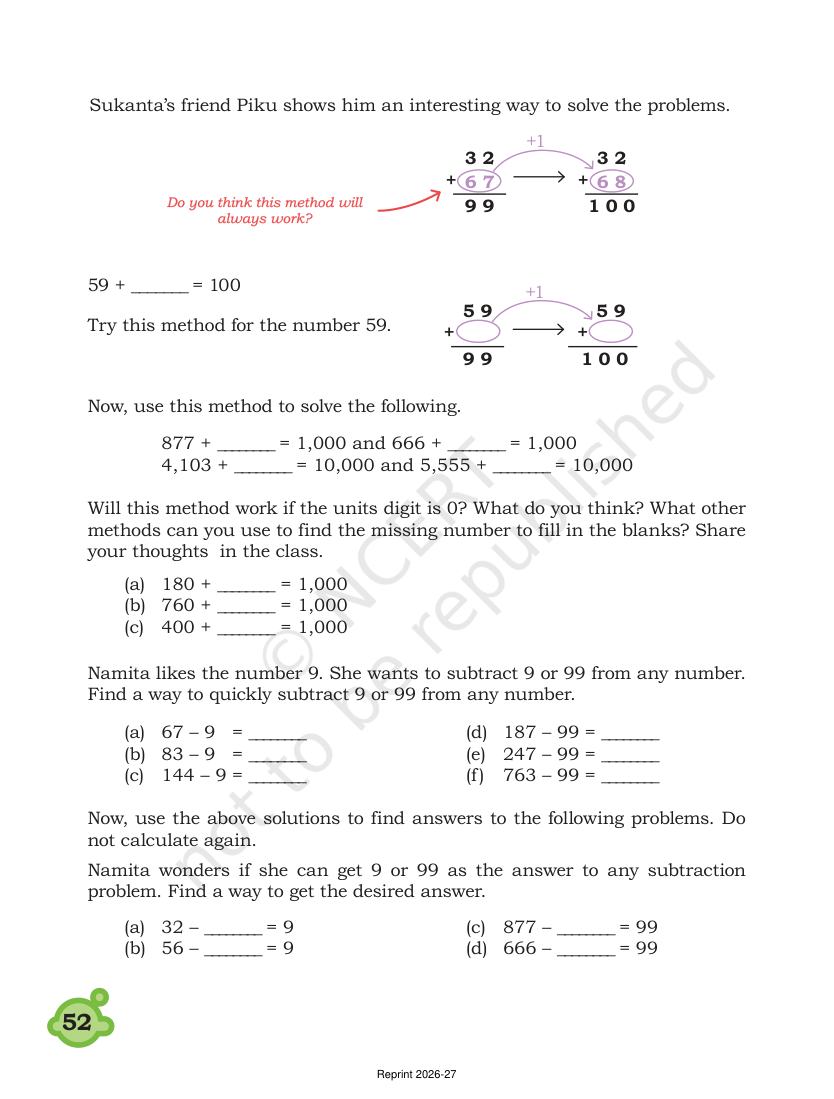 Sukanta’s friend Piku shows him an interesting way to solve the problems.
+1
3 2 3 2
+ 6 7 + 6 8
9 9 1 0 0
Do you think this method will
always work?
59 + _______ = 100
Try this method for the number 59.
+1
5 9 5 9
+ +
9 9 1 0 0
Now, use this method to solve the following.
877 + _______ = 1,000 and 666 + _______ = 1,000
4,103 + _______ = 10,000 and 5,555 + _______ = 10,000
Will this method work if the units digit is 0? What do you think? What other
methods can you use to find the missing number to fill in the blanks? Share
your thoughts in the class.
(a) 180 + _______ = 1,000
(b) 760 + _______ = 1,000
(c) 400 + _______ = 1,000
Namita likes the number 9. She wants to subtract 9 or 99 from any number.
Find a way to quickly subtract 9 or 99 from any number.
(a) 67 – 9 = _______
(b) 83 – 9 = _______
(c) 144 – 9 = _______
(d) 187 – 99 = _______
(e) 247 – 99 = _______
(f) 763 – 99 = _______
Now, use the above solutions to find answers to the following problems. Do
not calculate again.
Namita wonders if she can get 9 or 99 as the answer to any subtraction
problem. Find a way to get the desired answer.
(a) 32 – _______ = 9
(b) 56 – _______ = 9
(c) 877 – _______ = 99
(d) 666 – _______ = 99
52
Reprint 2026-27
© NCERT
not to be republished